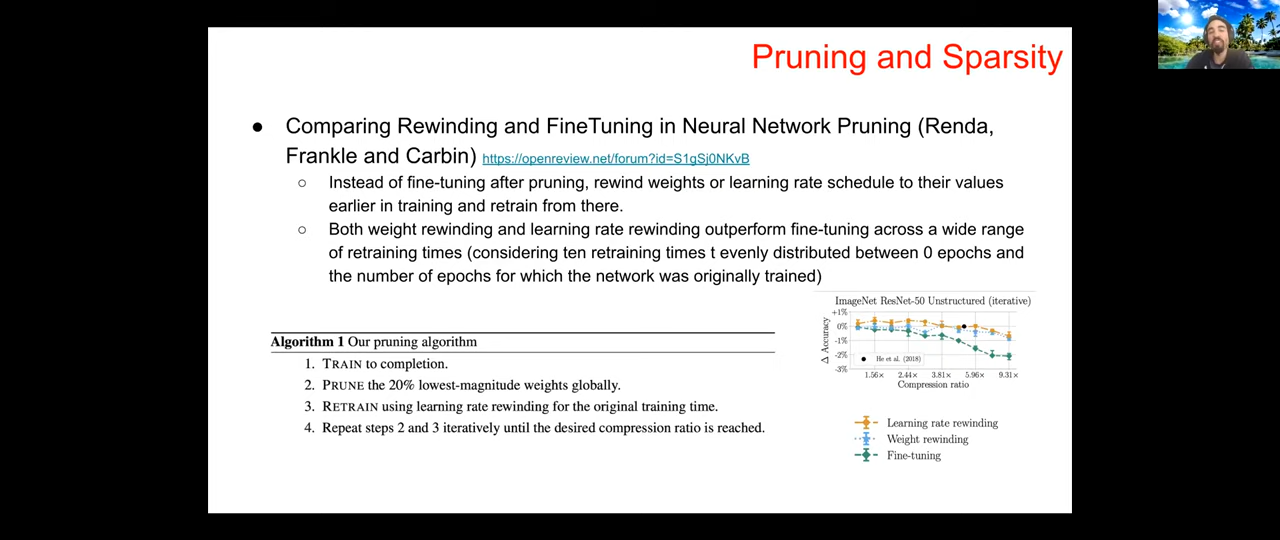 Pruning and Sparsity
● Comparing Rewinding and FineTuning in Neural Network Pruning (Renda,
Frankle and Carbin) https://openreview.net/forum?id=S1gSj0NKvB
○ Instead of fine-tuning after pruning, rewind weights or learning rate schedule to their values
earlier in training and retrain from there.
○ Both weight rewinding and learning rate rewinding outperform fine-tuning across a wide range
of retraining times (considering ten retraining times t evenly distributed between 0 epochs and
the number of epochs for which the network was originally trained)
Algorithm 1 Our pruning algorithm
1. TRAIN to completion.
2. PRUNE the 20% lowest-magnitude weights globally.
3. RETRAIN using learning rate rewinding for the original training time.
4. Repeat steps 2 and 3 iteratively until the desired compression ratio is reached.
ImageNet ResNet-50 Unstructured (iterative)
Δ Accuracy
+1%
0%
-1%
-2%
-3%
He et al. (2018)
1.56× 2.44× 3.81× 5.96× 9.31×
Compression ratio
Learning rate rewinding
Weight rewinding
Fine-tuning